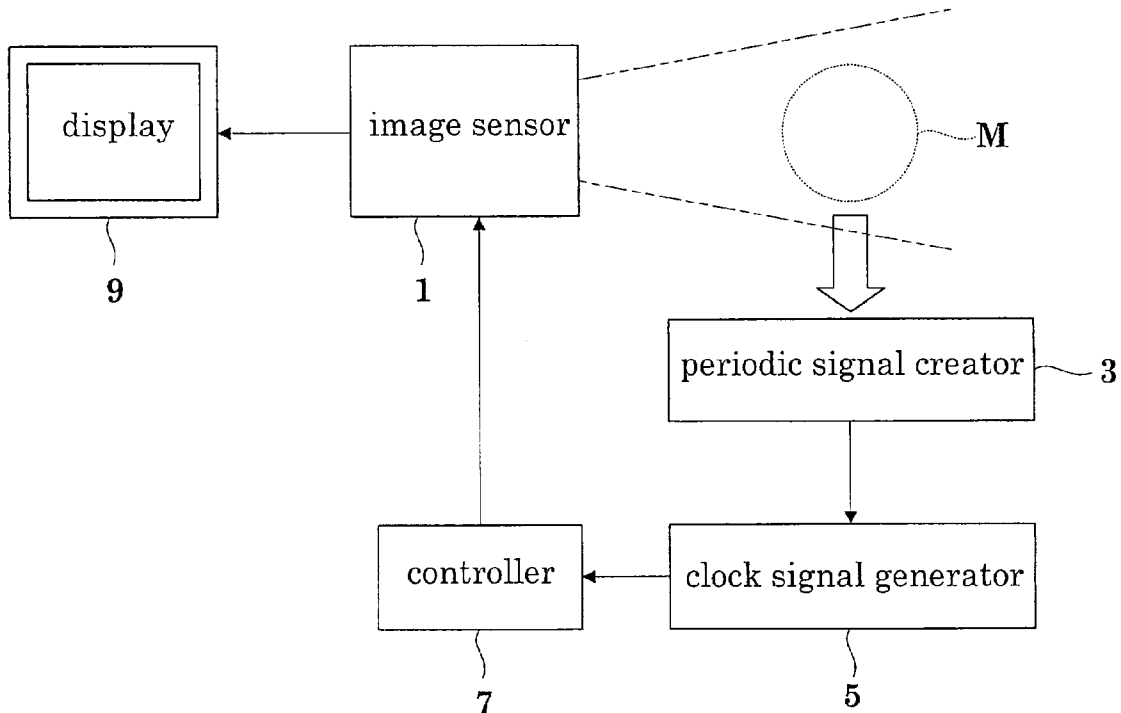 display
image sensor
M
9
1
periodic signal creator
3
controller
clock signal generator
7
5